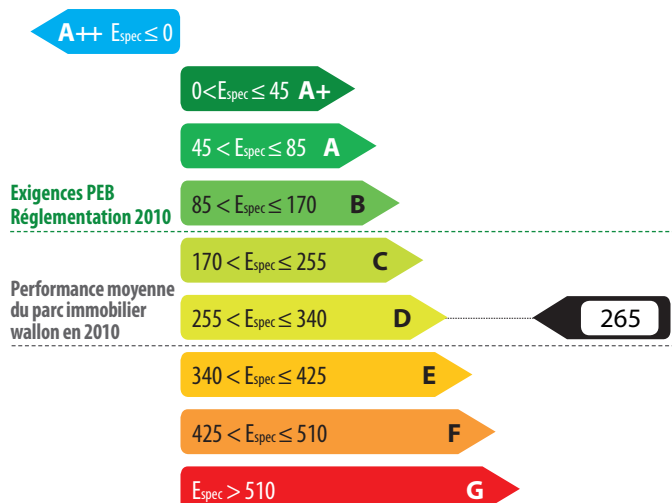 A++ Espec ≤ 0
0<Espec ≤ 45 A+
45 < Espec ≤ 85 A
Exigences PEB
Réglementation 2010
85 < Espec ≤ 170 B
170 < Espec ≤ 255 C
Performance moyenne
du parc immobilier
wallon en 2010
255 < Espec ≤ 340 D
265
340 < Espec ≤ 425 E
425 < Espec ≤ 510 F
Espec > 510 G